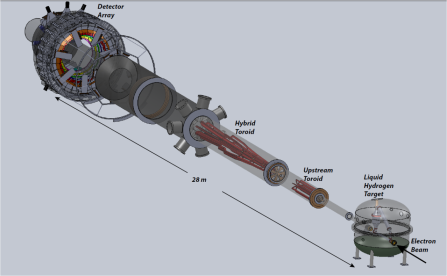 Detector
Array
Hybrid
Toroid
Upstream
Toroid
Liquid
Hydrogen
Target
28 m
Electron
Beam